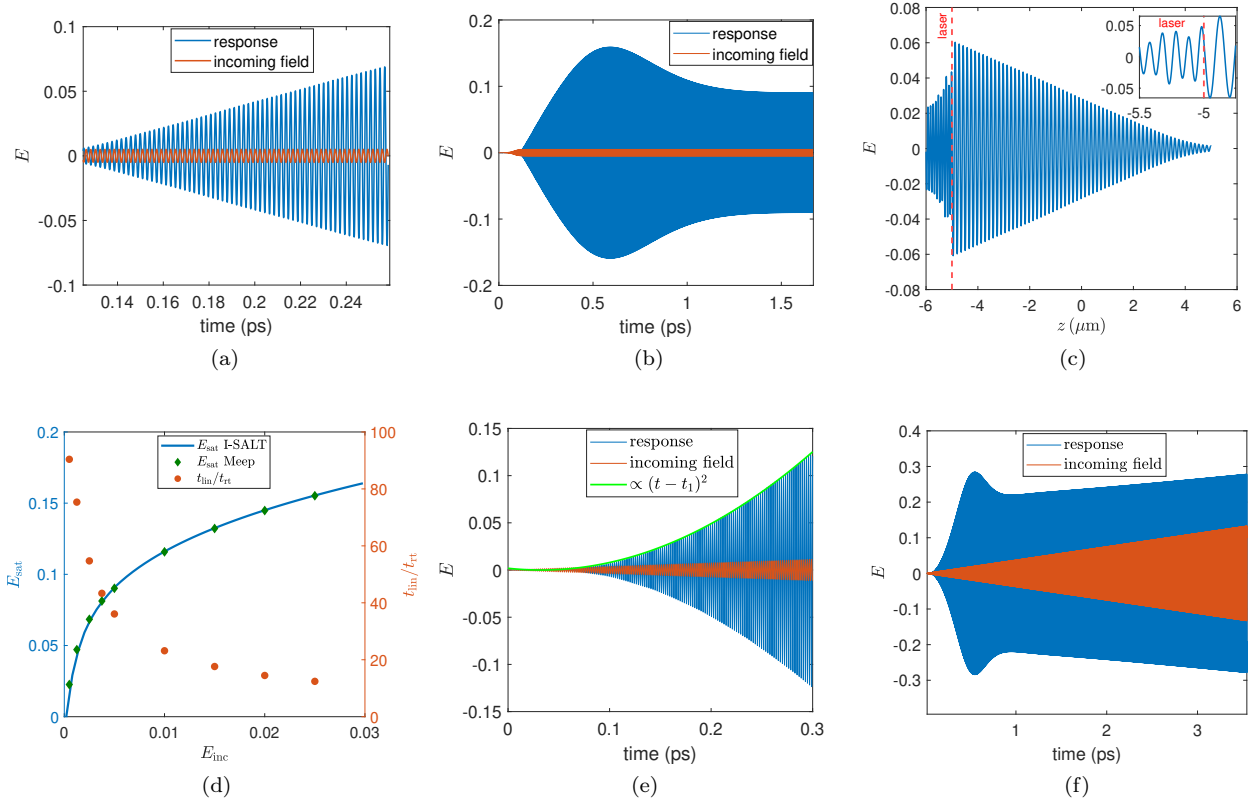 0.1
0.05
0
-0.05
-0.1
E
response
incoming field
0.14 0.16 0.18 0.2 0.22 0.24
time (ps)
(a)
0.2
0.1
0
-0.1
-0.2
E
response
incoming field
0 0.5 1 1.5
time (ps)
(b)
0.08
0.06
0.04
0.02
0
-0.02
-0.04
-0.06
-0.08
E
laser
laser
0.05
0
-0.05
-5.5 -5
-6 -4 -2 0 2 4 6
z (μm)
(c)
0.2
0.15
0.1
0.05
0
E_sat
E_sat I-SALT
E_sat Meep
t_lin/t_rt
100
80
60
40
20
0
t_lin/t_rt
0 0.01 0.02 0.03
E_inc
(d)
0.15
0.1
0.05
0
-0.05
-0.1
-0.15
E
response
incoming field
∝ (t − t₁)²
0 0.1 0.2 0.3
time (ps)
(e)
0.4
0.3
0.2
0.1
0
-0.1
-0.2
-0.3
E
response
incoming field
1 2 3
time (ps)
(f)